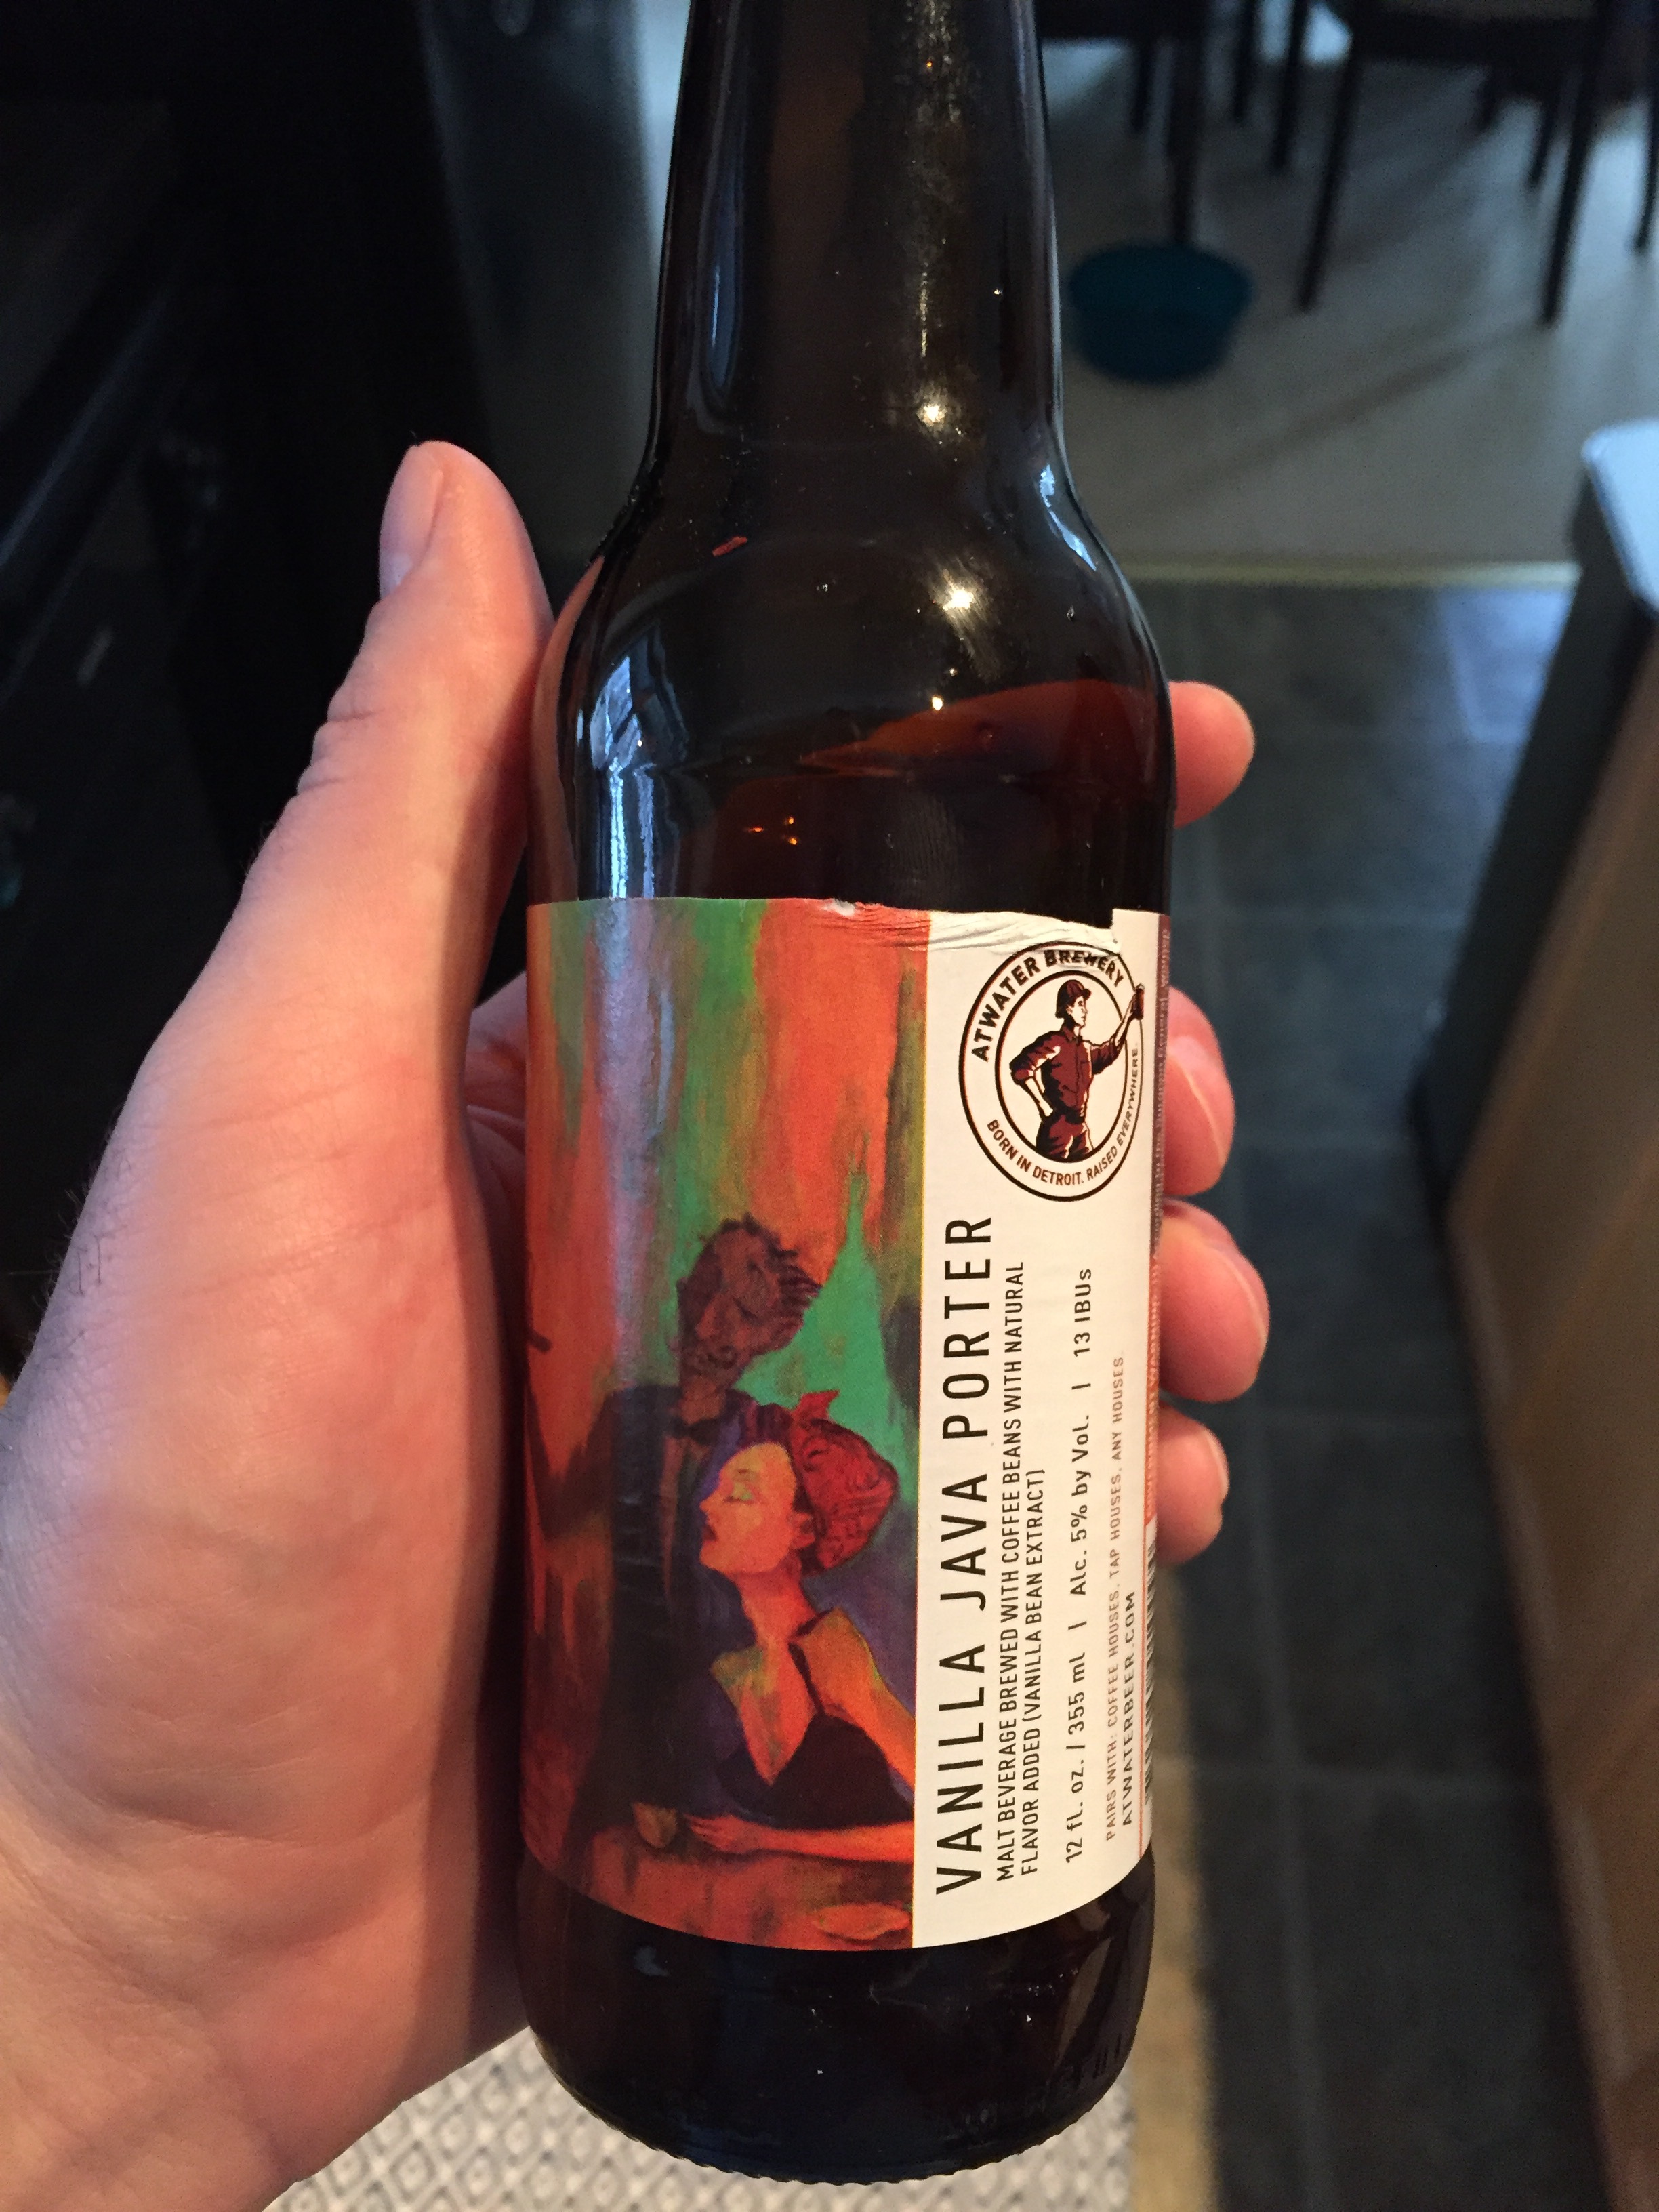 ATWATER BREWERY
BORN IN DETROIT. RAISED EVERYWHERE.
VANILLA JAVA PORTER
MALT BEVERAGE BREWED WITH COFFEE BEANS WITH NATURAL
FLAVOR ADDED (VANILLA BEAN EXTRACT)
12 fl. oz. / 355 ml | Alc. 5% by Vol. | 13 IBUs
PAIRS WITH: COFFEE HOUSES. TAP HOUSES. ANY HOUSES.
ATWATERBEER.COM